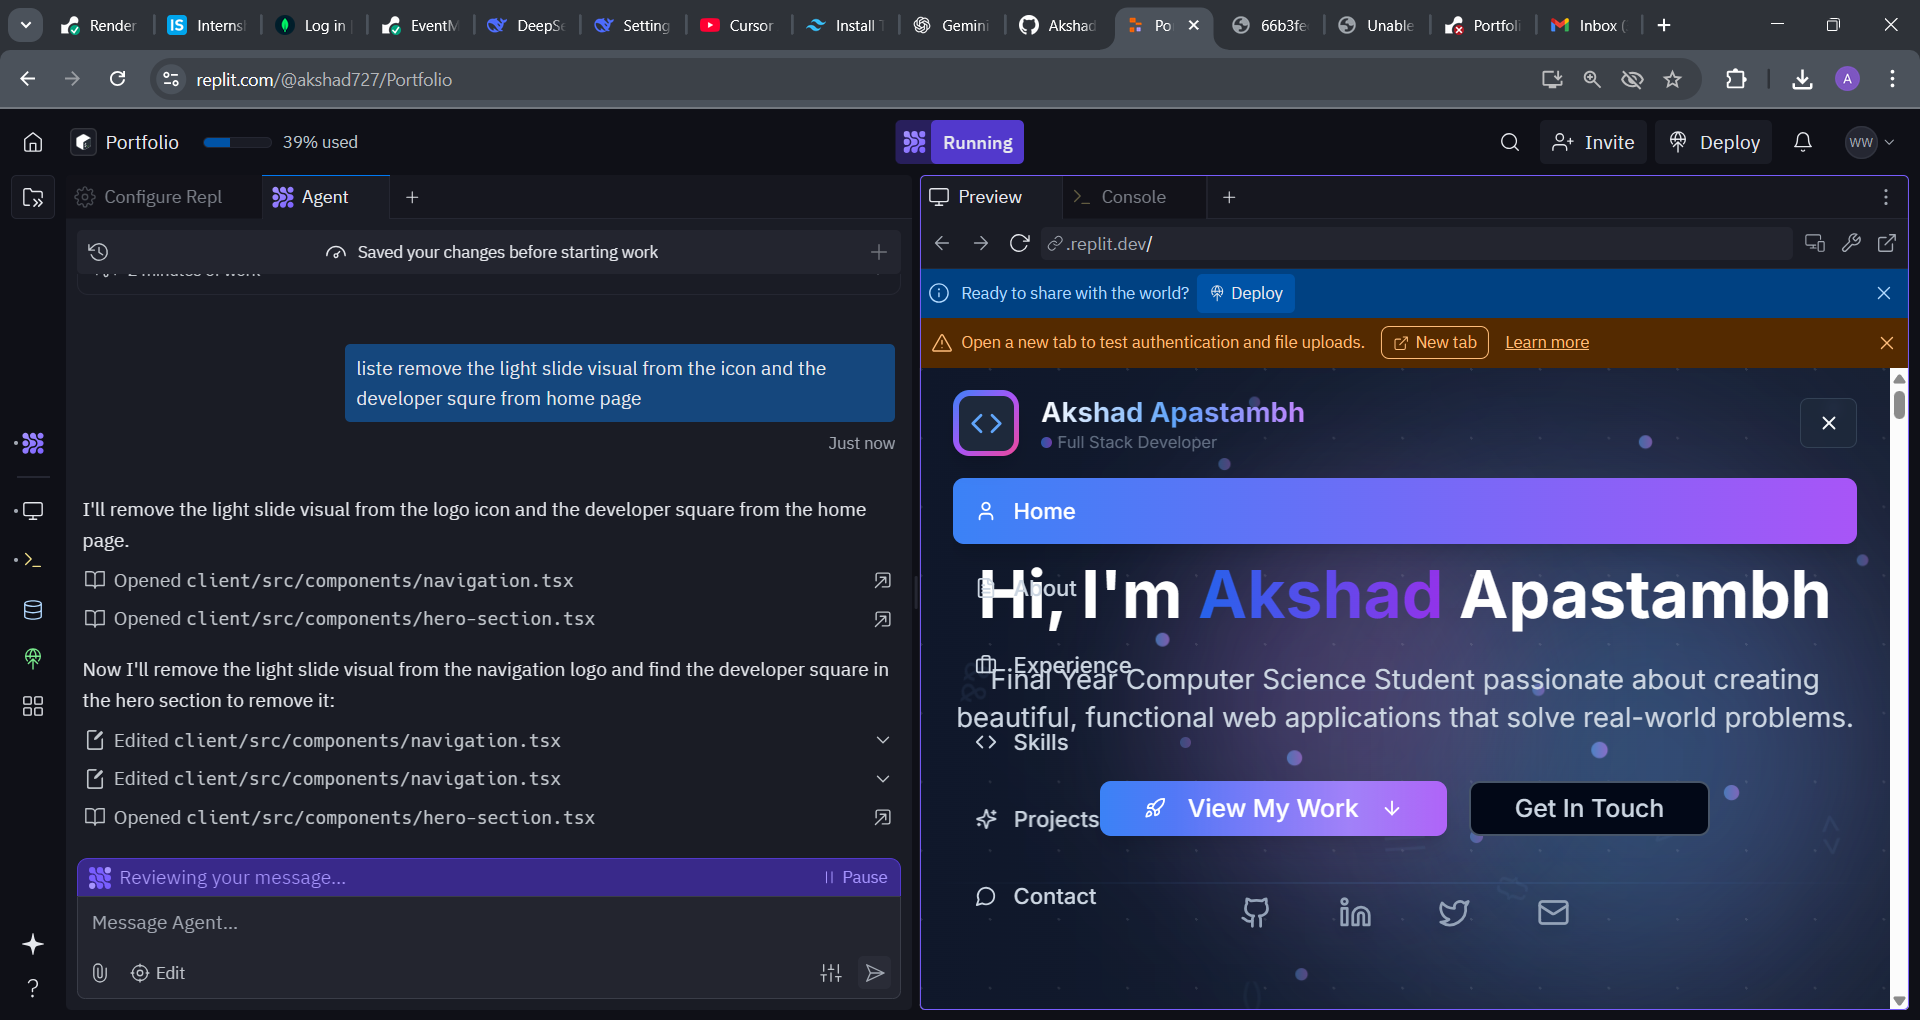 Render
Interns
Log in
EventM
DeepSe
Setting
Cursor
Install T
Gemini
Akshad
Po
66b3fe
Unable
Portfoli
Inbox (
replit.com/@akshad727/Portfolio
A
Portfolio
39% used
Running
Invite
Deploy
WW
Configure Repl
Agent
Preview
Console
Saved your changes before starting work
.replit.dev/
2 minutes of work
Ready to share with the world?
Deploy
Open a new tab to test authentication and file uploads.
New tab
Learn more
liste remove the light slide visual from the icon and the
developer squre from home page
Just now
I'll remove the light slide visual from the logo icon and the developer square from the home
page.
Opened client/src/components/navigation.tsx
Opened client/src/components/hero-section.tsx
Now I'll remove the light slide visual from the navigation logo and find the developer square in
the hero section to remove it:
Edited client/src/components/navigation.tsx
Edited client/src/components/navigation.tsx
Opened client/src/components/hero-section.tsx
Reviewing your message...
Pause
Message Agent...
Edit
Akshad Apastambh
Full Stack Developer
Home
About
Hi, I'm Akshad Apastambh
Experience
Final Year Computer Science Student passionate about creating
beautiful, functional web applications that solve real-world problems.
Skills
Projects
View My Work
Get In Touch
Contact